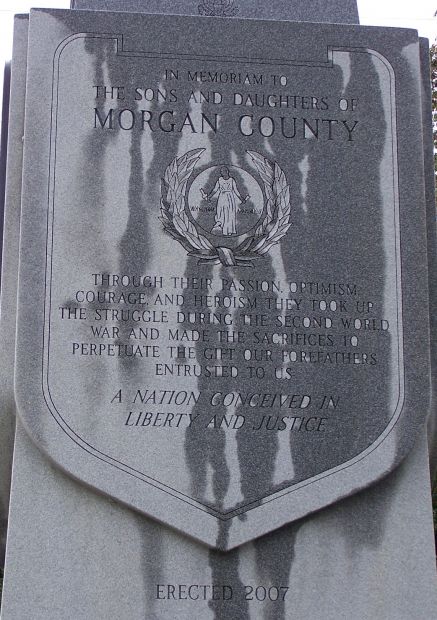 IN MEMORIAM TO
THE SONS AND DAUGHTERS OF
MORGAN COUNTY
THROUGH THEIR PASSION, OPTIMISM,
COURAGE, AND HEROISM THEY TOOK UP
THE STRUGGLE DURING THE SECOND WORLD
WAR AND MADE THE SACRIFICES TO
PERPETUATE THE GIFT OUR FOREFATHERS
ENTRUSTED TO US
A NATION CONCEIVED IN
LIBERTY AND JUSTICE
ERECTED 2007